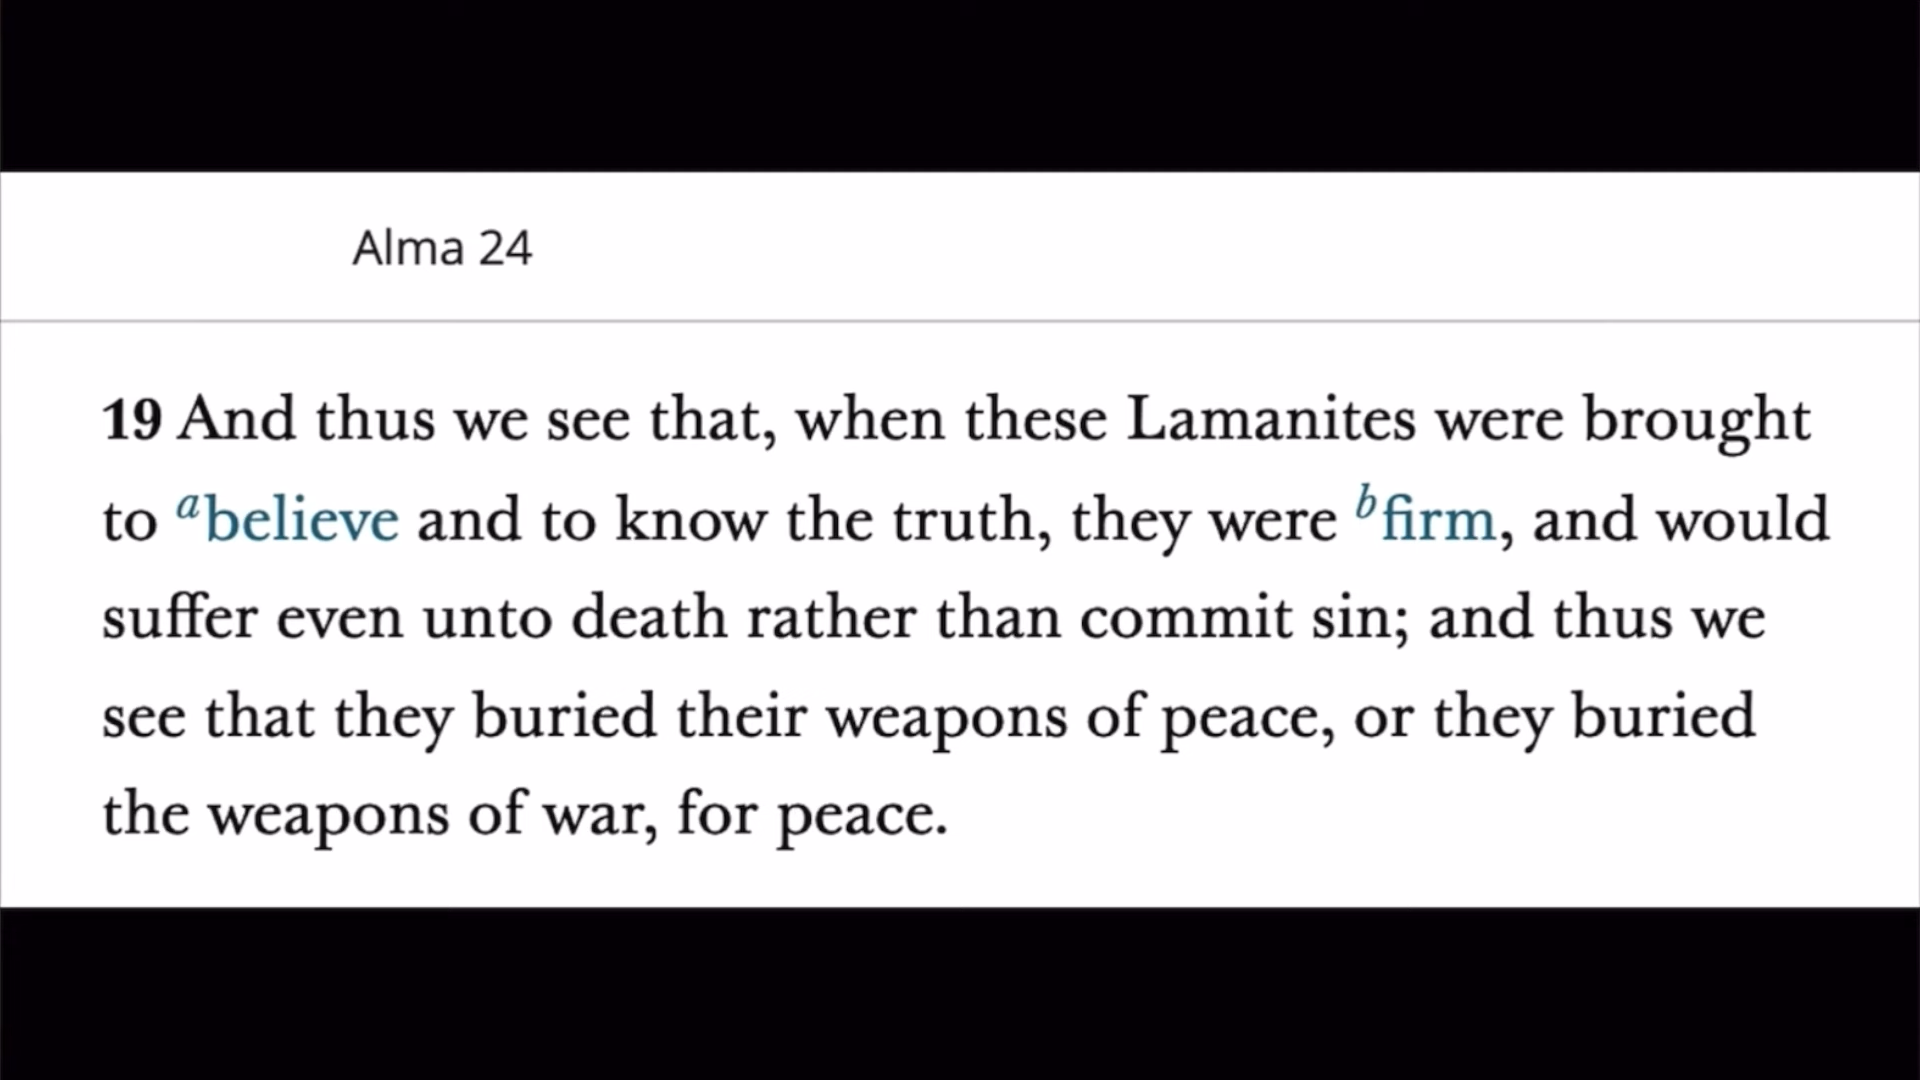 Alma 24
19 And thus we see that, when these Lamanites were brought
to a believe and to know the truth, they were b firm, and would
suffer even unto death rather than commit sin; and thus we
see that they buried their weapons of peace, or they buried
the weapons of war, for peace.